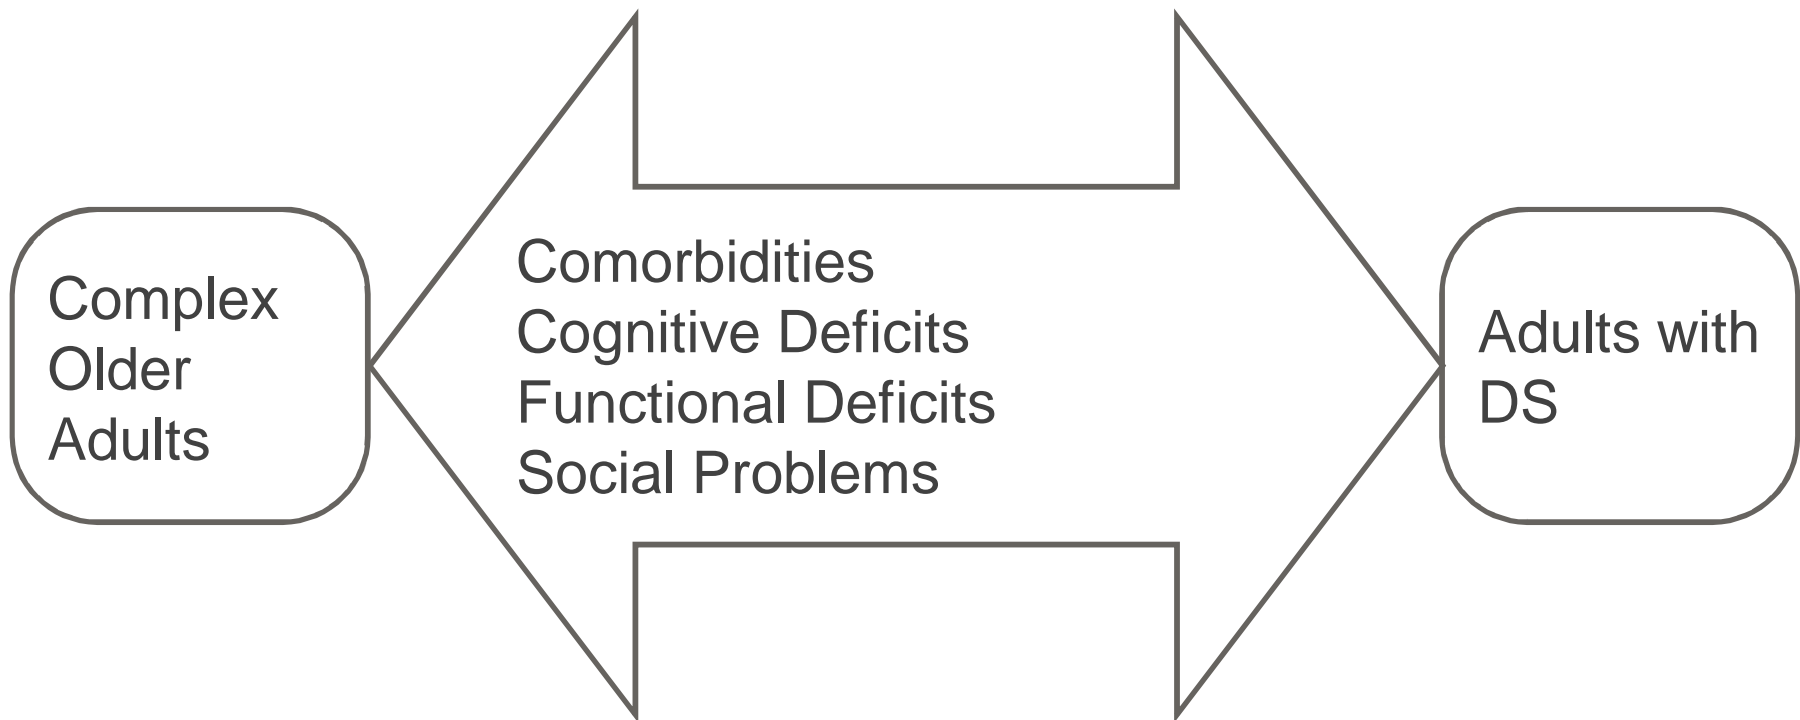 Complex
Older
Adults
Comorbidities
Cognitive Deficits
Functional Deficits
Social Problems
Adults with
DS